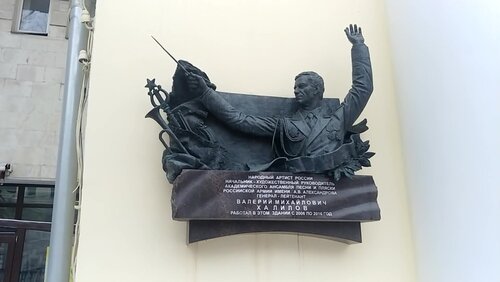 НАРОДНЫЙ АРТИСТ РОССИИ
НАЧАЛЬНИК - ХУДОЖЕСТВЕННЫЙ РУКОВОДИТЕЛЬ
АКАДЕМИЧЕСКОГО АНСАМБЛЯ ПЕСНИ И ПЛЯСКИ
РОССИЙСКОЙ АРМИИ ИМЕНИ А.В. АЛЕКСАНДРОВА
ГЕНЕРАЛ - ЛЕЙТЕНАНТ
ВАЛЕРИЙ МИХАЙЛОВИЧ
ХАЛИЛОВ
РАБОТАЛ В ЭТОМ ЗДАНИИ С 2006 ПО 2016 ГОД